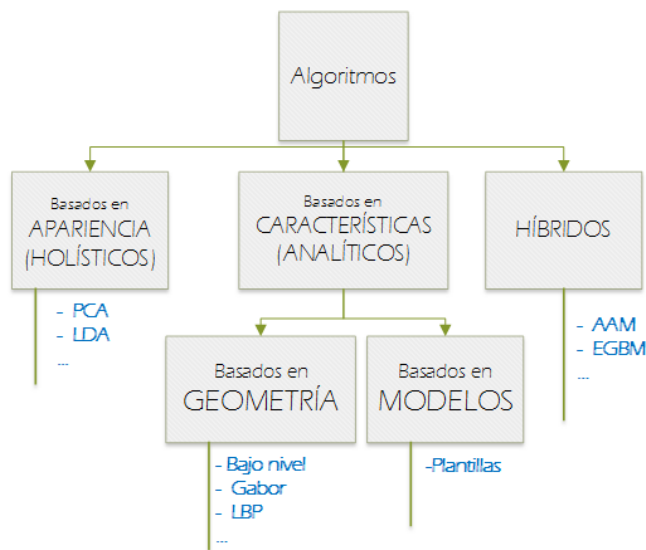 Algoritmos
Basados en
APARIENCIA
(HOLÍSTICOS)
- PCA
- LDA
...
Basados en
CARACTERÍSTICAS
(ANALÍTICOS)
Basados en
GEOMETRÍA
- Bajo nivel
- Gabor
- LBP
...
Basados en
MODELOS
-Plantillas
HÍBRIDOS
- AAM
- EGBM
...